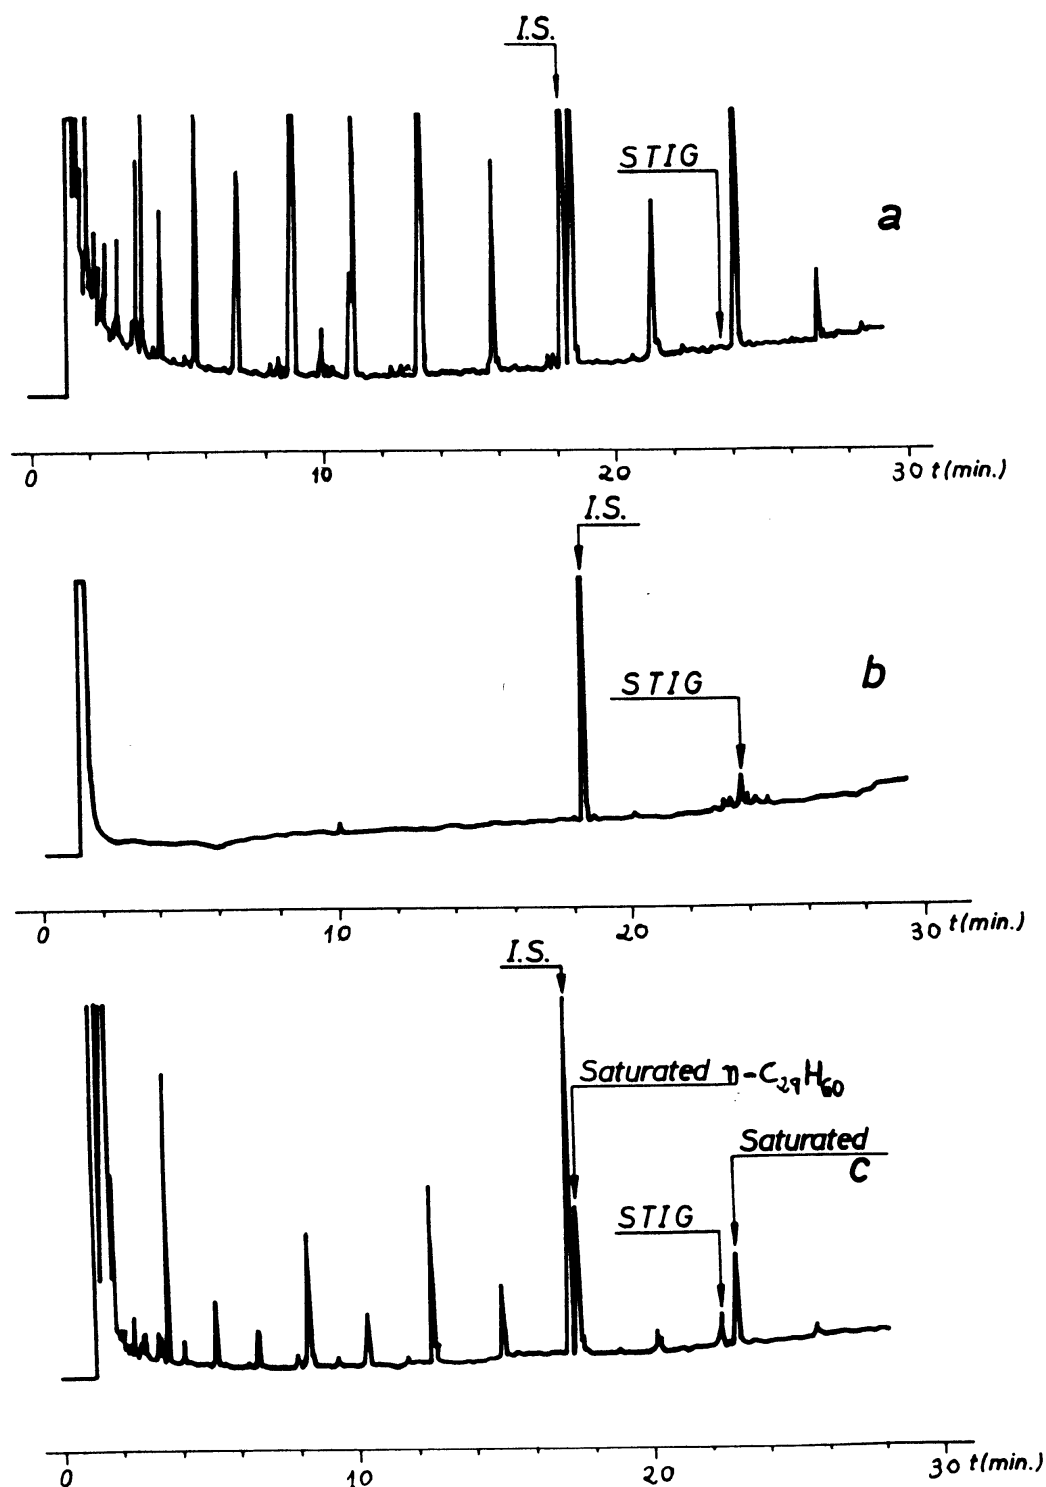 I.S.
STIG
a
0 10 20 30 t(min.)
I.S.
STIG
b
0 10 20 30 t(min.)
I.S.
Saturated n-C29H60
Saturated
c
STIG
0 10 20 30 t(min.)